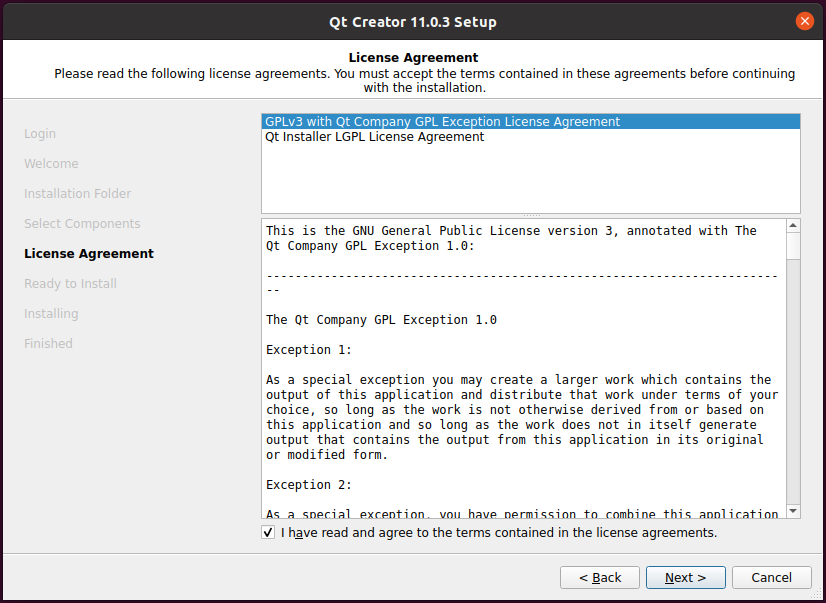 Qt Creator 11.0.3 Setup
License Agreement
Please read the following license agreements. You must accept the terms contained in these agreements before continuing
with the installation.
Login
Welcome
Installation Folder
Select Components
License Agreement
Ready to Install
Installing
Finished
GPLv3 with Qt Company GPL Exception License Agreement
Qt Installer LGPL License Agreement
This is the GNU General Public License version 3, annotated with The
Qt Company GPL Exception 1.0:
-----------------------------------------------------------------------
--
The Qt Company GPL Exception 1.0
Exception 1:
As a special exception you may create a larger work which contains the
output of this application and distribute that work under terms of your
choice, so long as the work is not otherwise derived from or based on
this application and so long as the work does not in itself generate
output that contains the output from this application in its original
or modified form.
Exception 2:
As a special exception, you have permission to combine this application
I have read and agree to the terms contained in the license agreements.
< Back
Next >
Cancel